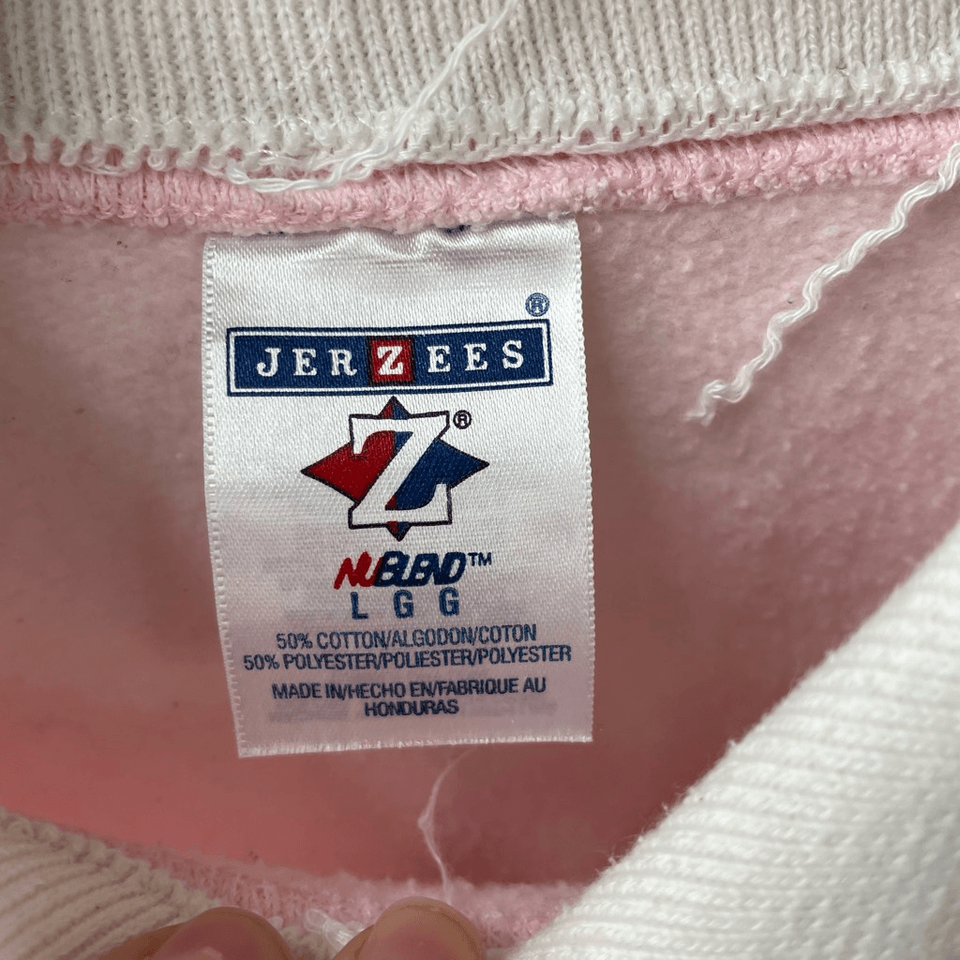 ®
JERZEES
Z®
NUBLEND™
L G G
50% COTTON/ALGODON/COTON
50% POLYESTER/POLIESTER/POLYESTER
MADE IN/HECHO EN/FABRIQUE AU
HONDURAS